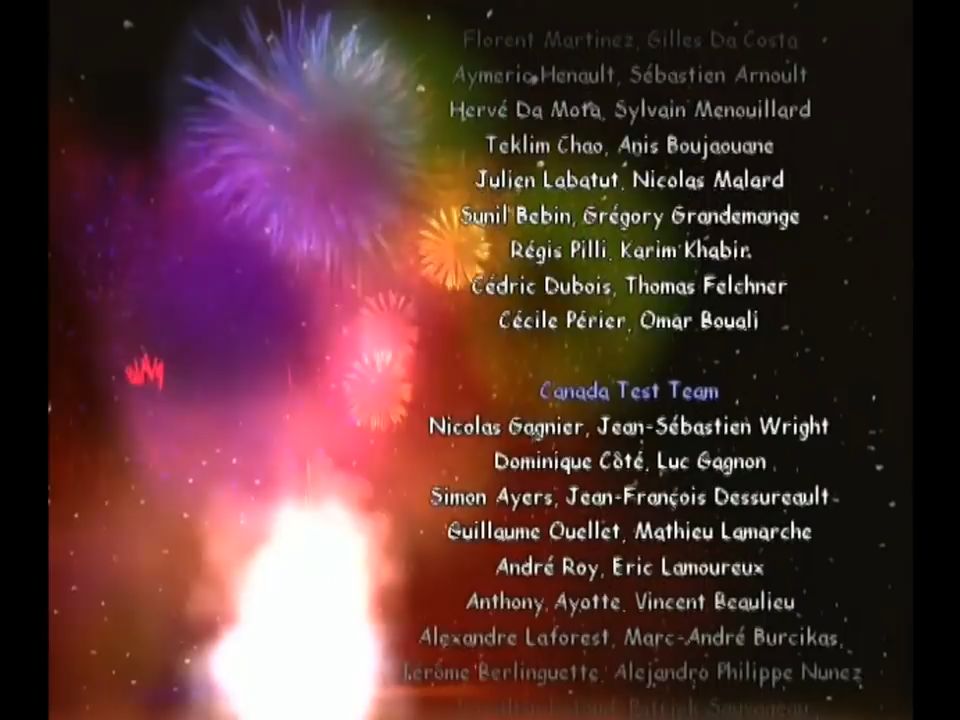 Florent Martinez, Gilles Da Costa
Aymeric Henault, Sébastien Arnoult
Hervé Da Mota, Sylvain Menouillard
Teklim Chao, Anis Boujaouane
Julien Labatut, Nicolas Malard
Sunil Bebin, Grégory Grandemange
Régis Pilli, Karim Khabir
Cédric Dubois, Thomas Felchner
Cécile Périer, Omar Bouali
Canada Test Team
Nicolas Gagnier, Jean-Sébastien Wright
Dominique Côté, Luc Gagnon
Simon Ayers, Jean-François Dessureault
Guillaume Ouellet, Mathieu Lamarche
André Roy, Eric Lamoureux
Anthony Ayotte, Vincent Beaulieu
Alexandre Laforest, Marc-André Burcikas,
Jérôme Berlinguette, Alejandro Philippe Nunez
Patrick Sauvageau,